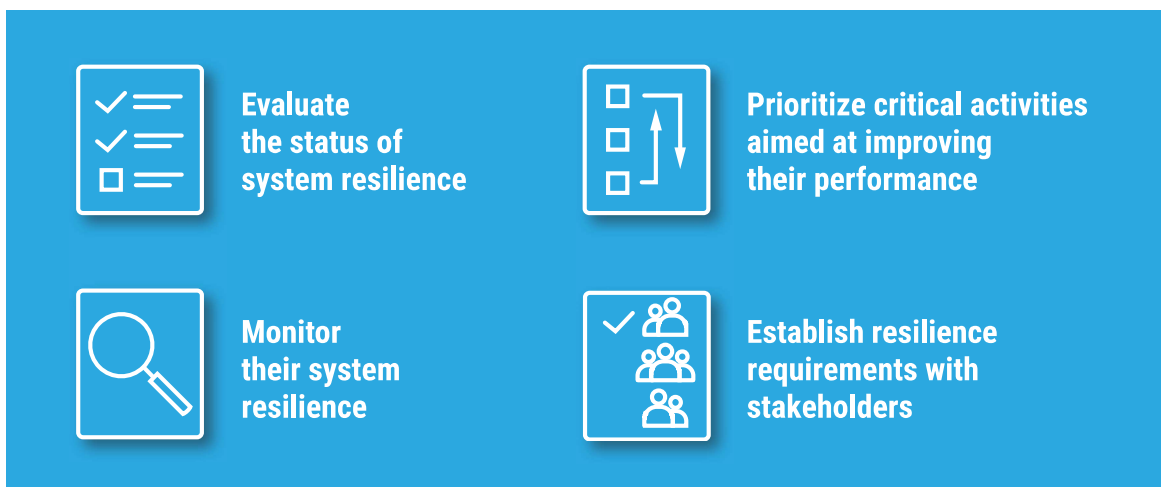 Evaluate
the status of
system resilience
Prioritize critical activities
aimed at improving
their performance
Monitor
their system
resilience
Establish resilience
requirements with
stakeholders